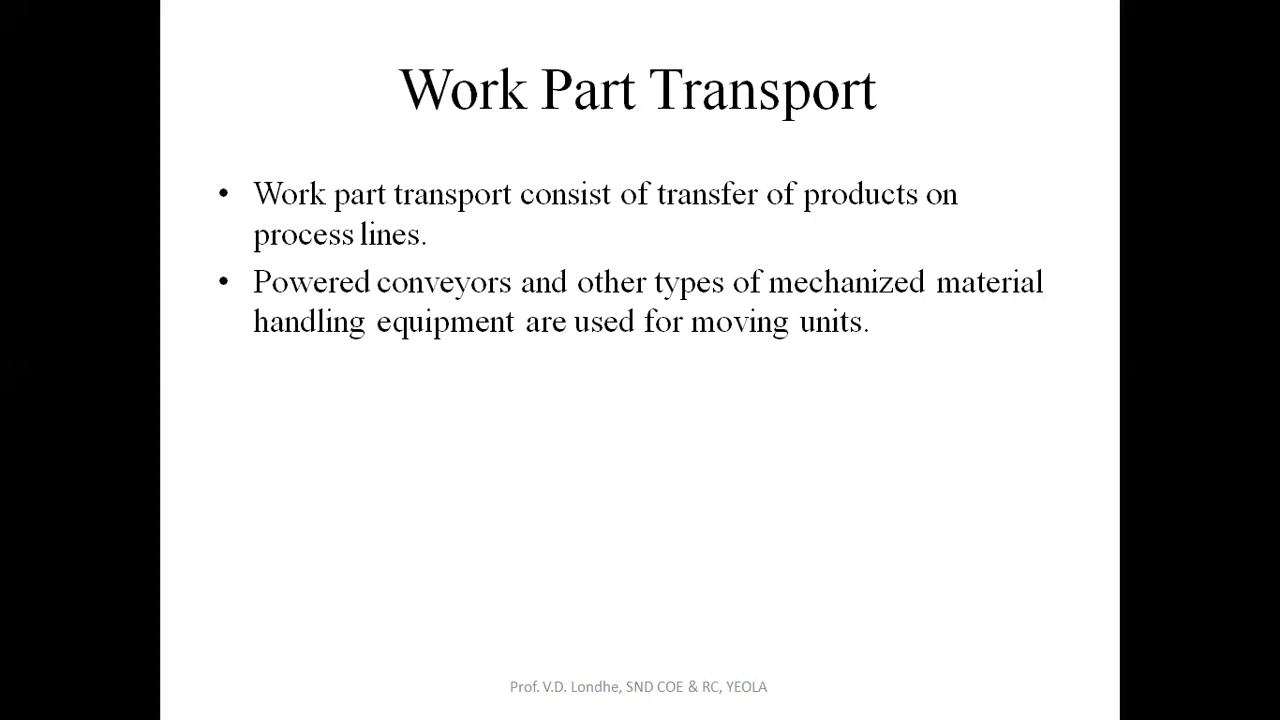 Work Part Transport
• Work part transport consist of transfer of products on
process lines.
• Powered conveyors and other types of mechanized material
handling equipment are used for moving units.
Prof. V.D. Londhe, SND COE & RC, YEOLA